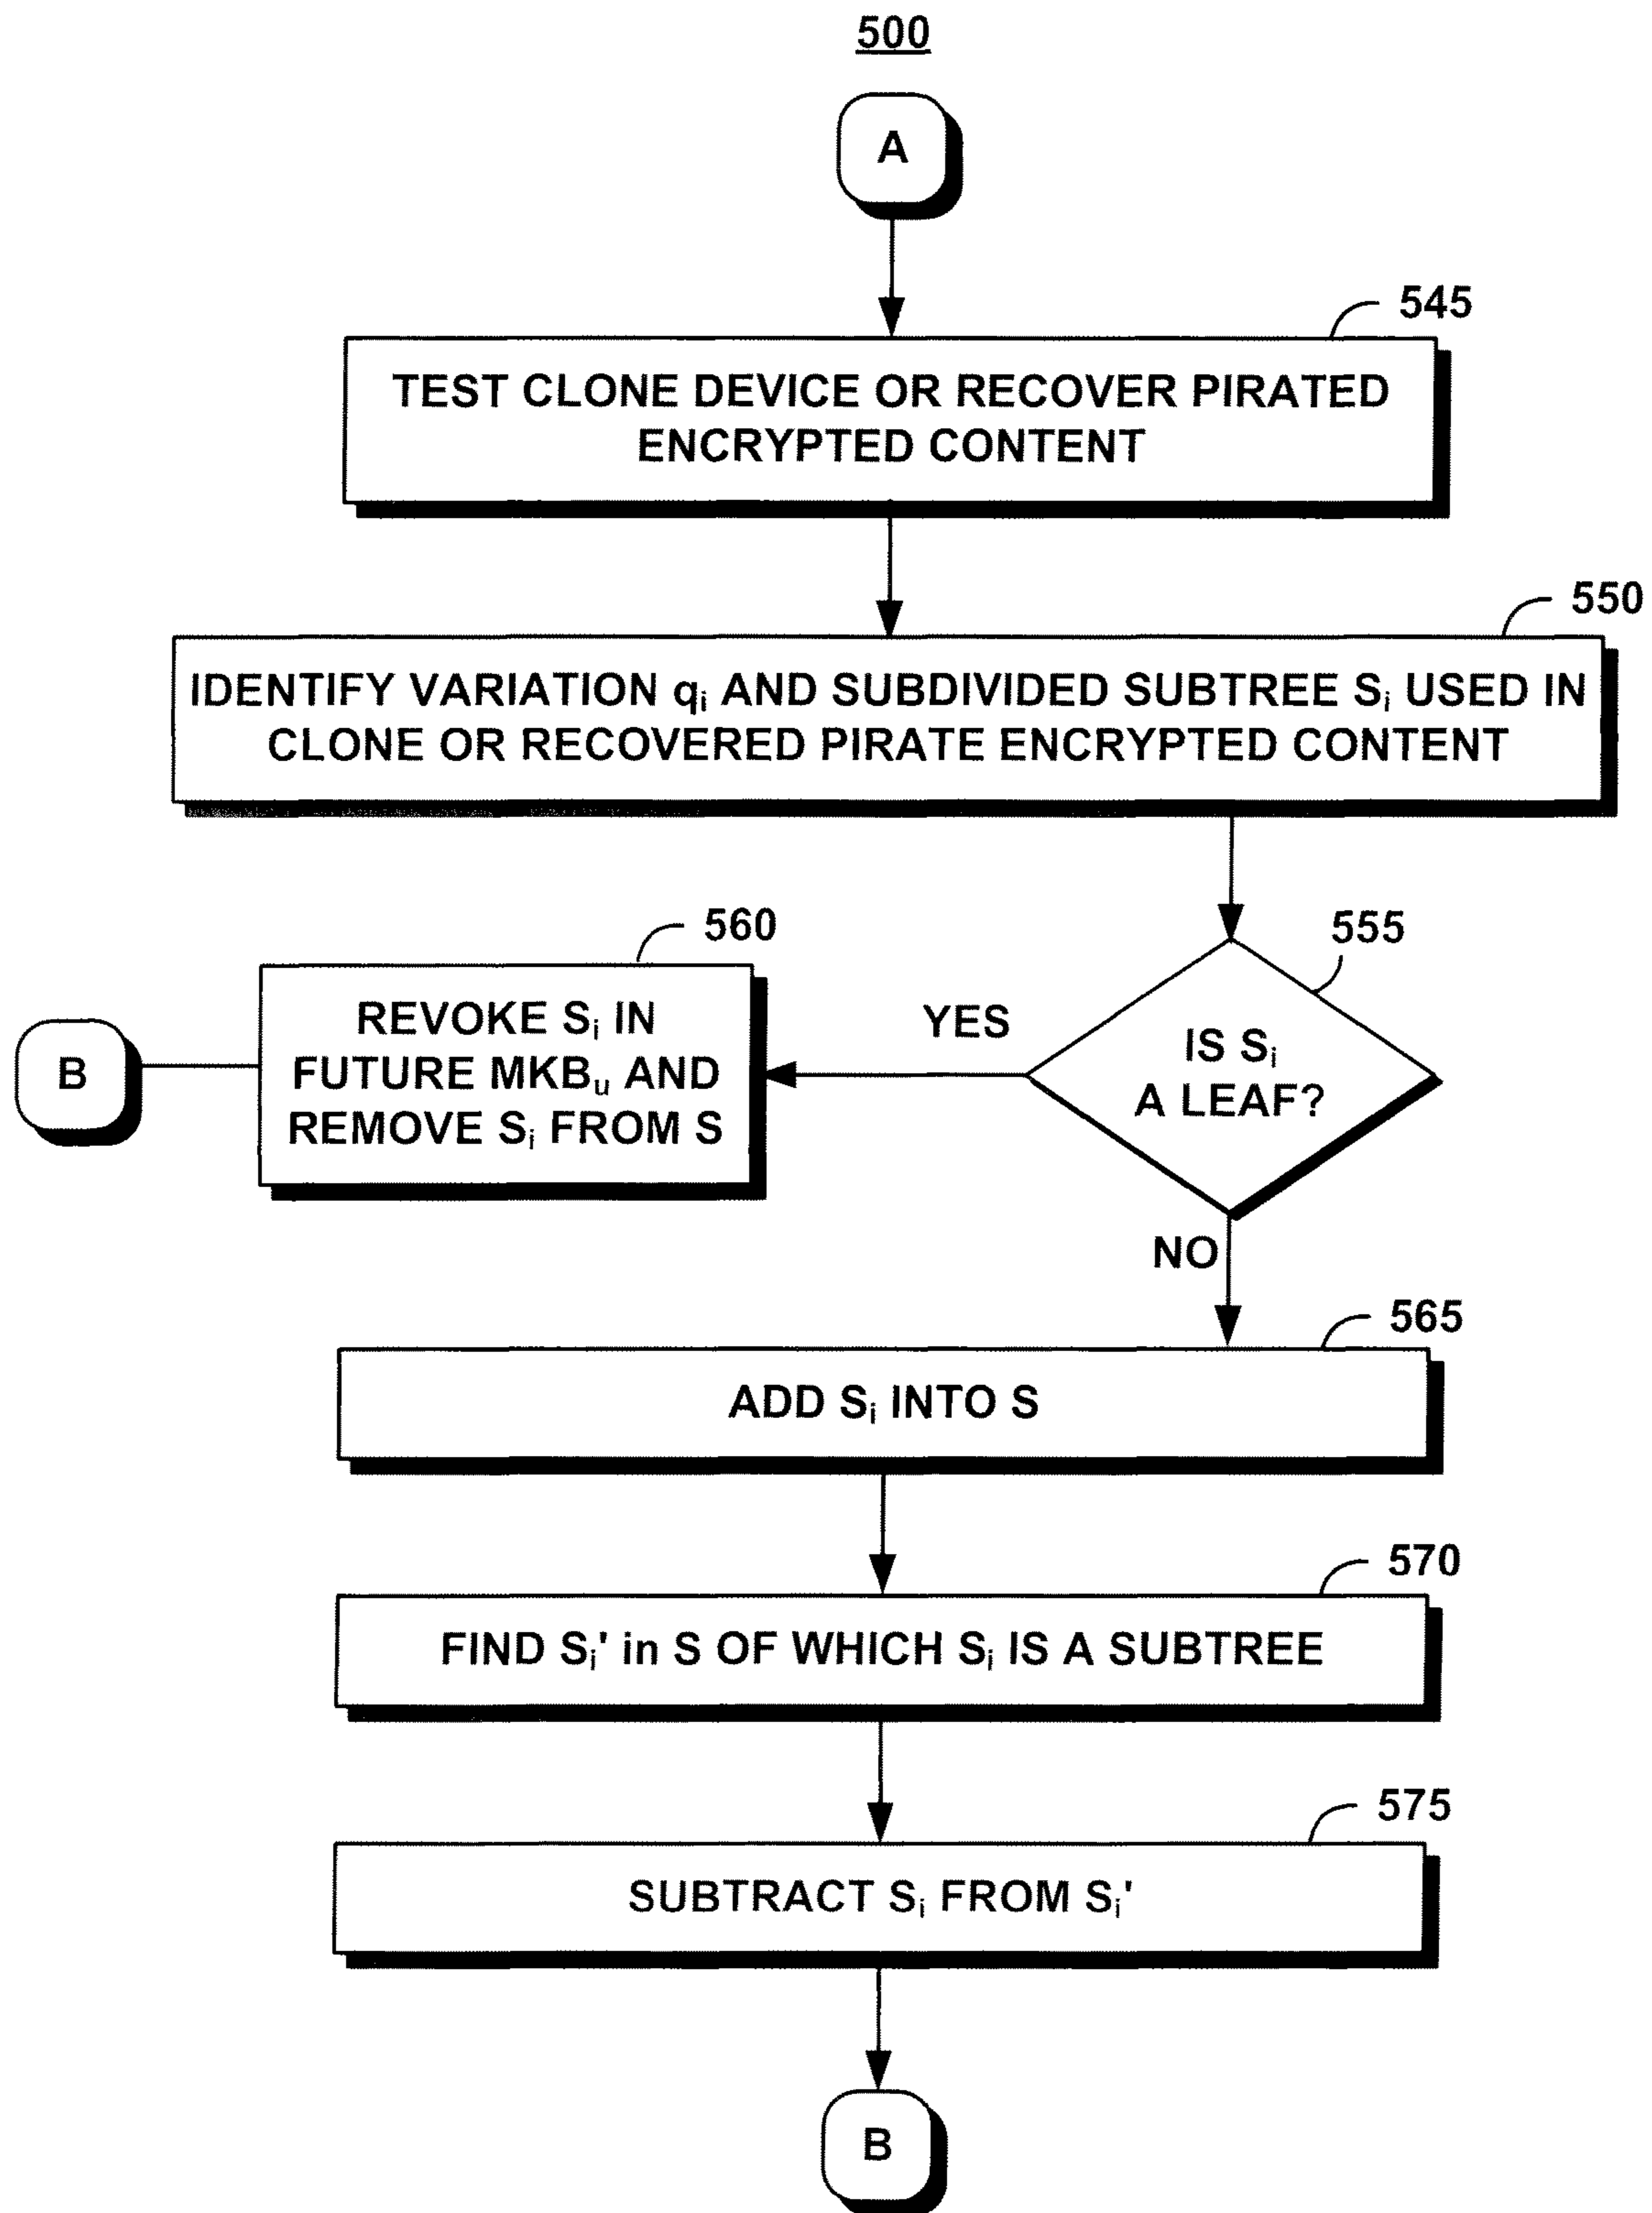 500
A
545
TEST CLONE DEVICE OR RECOVER PIRATED
ENCRYPTED CONTENT
550
IDENTIFY VARIATION qi AND SUBDIVIDED SUBTREE Si USED IN
CLONE OR RECOVERED PIRATE ENCRYPTED CONTENT
555
IS Si
A LEAF?
YES
560
REVOKE Si IN
FUTURE MKBu AND
REMOVE Si FROM S
B
NO
565
ADD Si INTO S
570
FIND Si' in S OF WHICH Si IS A SUBTREE
575
SUBTRACT Si FROM Si'
B